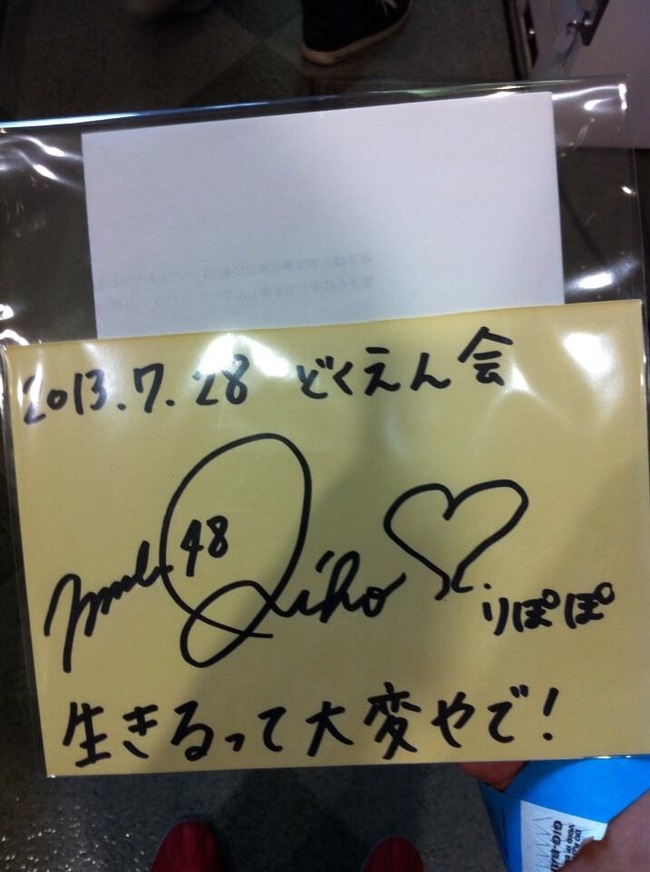 2013.7.28 どくえん会
NMB48 Riho りぽぽ
生きるって大変やで!